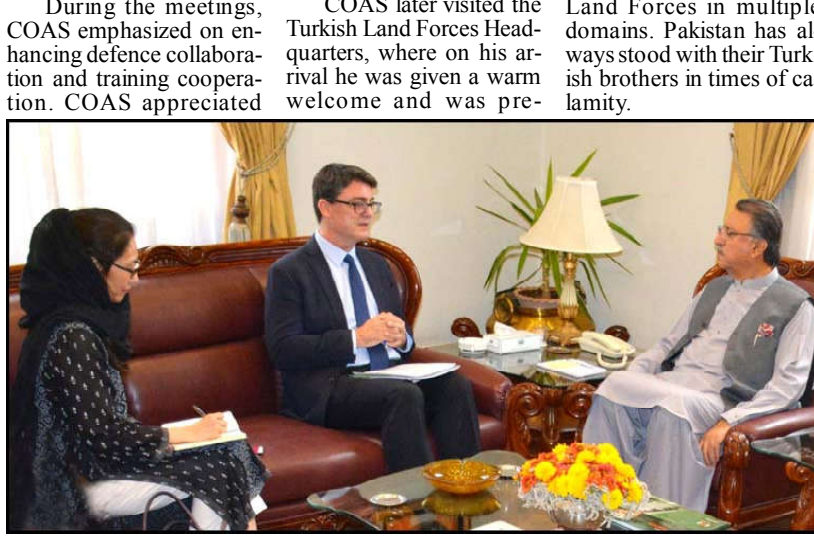 During the meetings,
COAS emphasized on en-
hancing defence collabora-
tion and training coopera-
tion. COAS appreciated
COAS later visited the
Turkish Land Forces Head-
quarters, where on his ar-
rival he was given a warm
welcome and was pre-
Land Forces in multiple
domains. Pakistan has al-
ways stood with their Turk-
ish brothers in times of ca-
lamity.